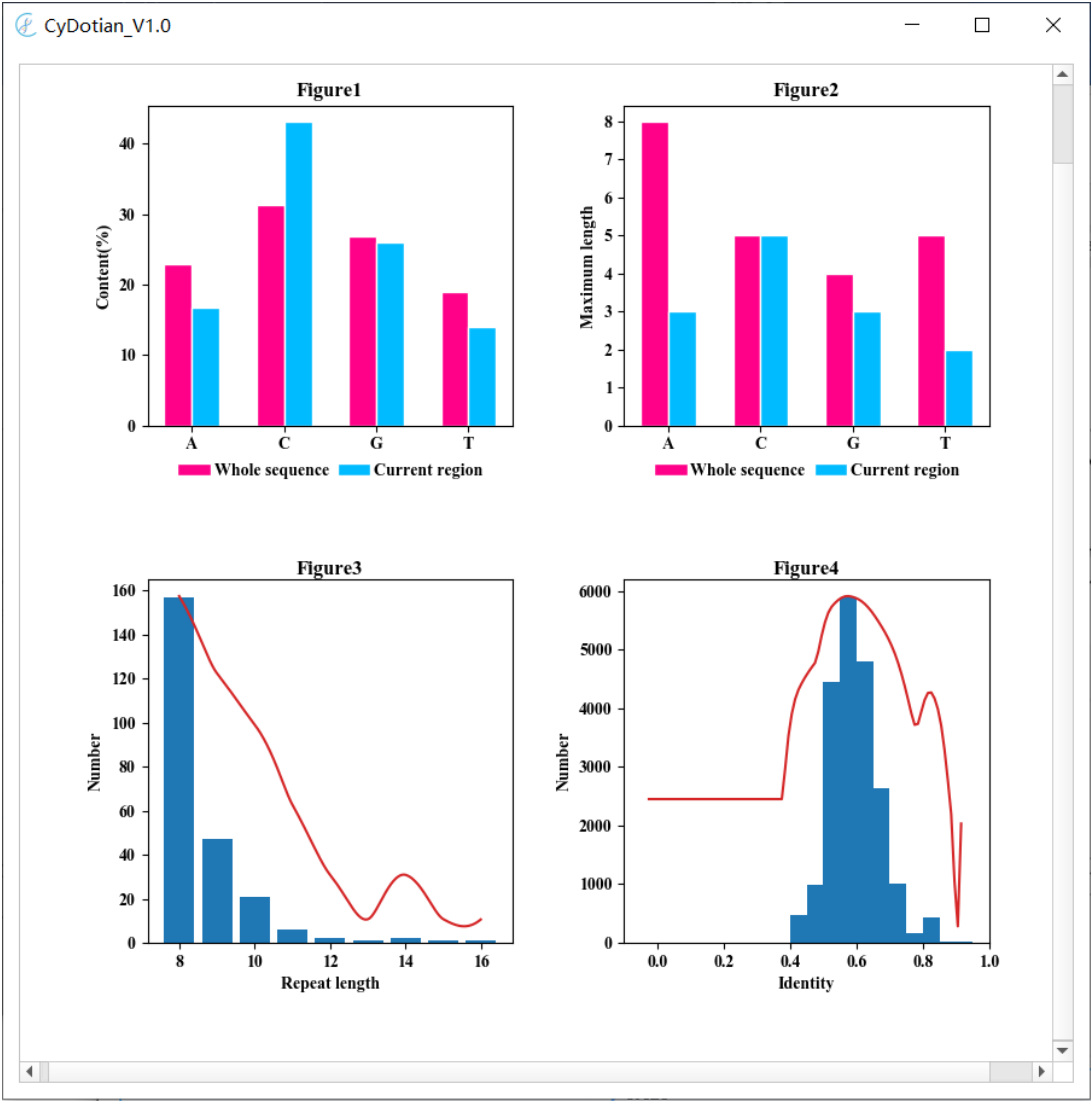 CyDotian_V1.0
Figure1
40
30
20
10
0
Content(%)
A C G T
Whole sequence Current region
Figure2
8
7
6
5
4
3
2
1
0
Maximum length
A C G T
Whole sequence Current region
Figure3
160
140
120
100
80
60
40
20
0
Number
8 10 12 14 16
Repeat length
Figure4
6000
5000
4000
3000
2000
1000
0
Number
0.0 0.2 0.4 0.6 0.8 1.0
Identity